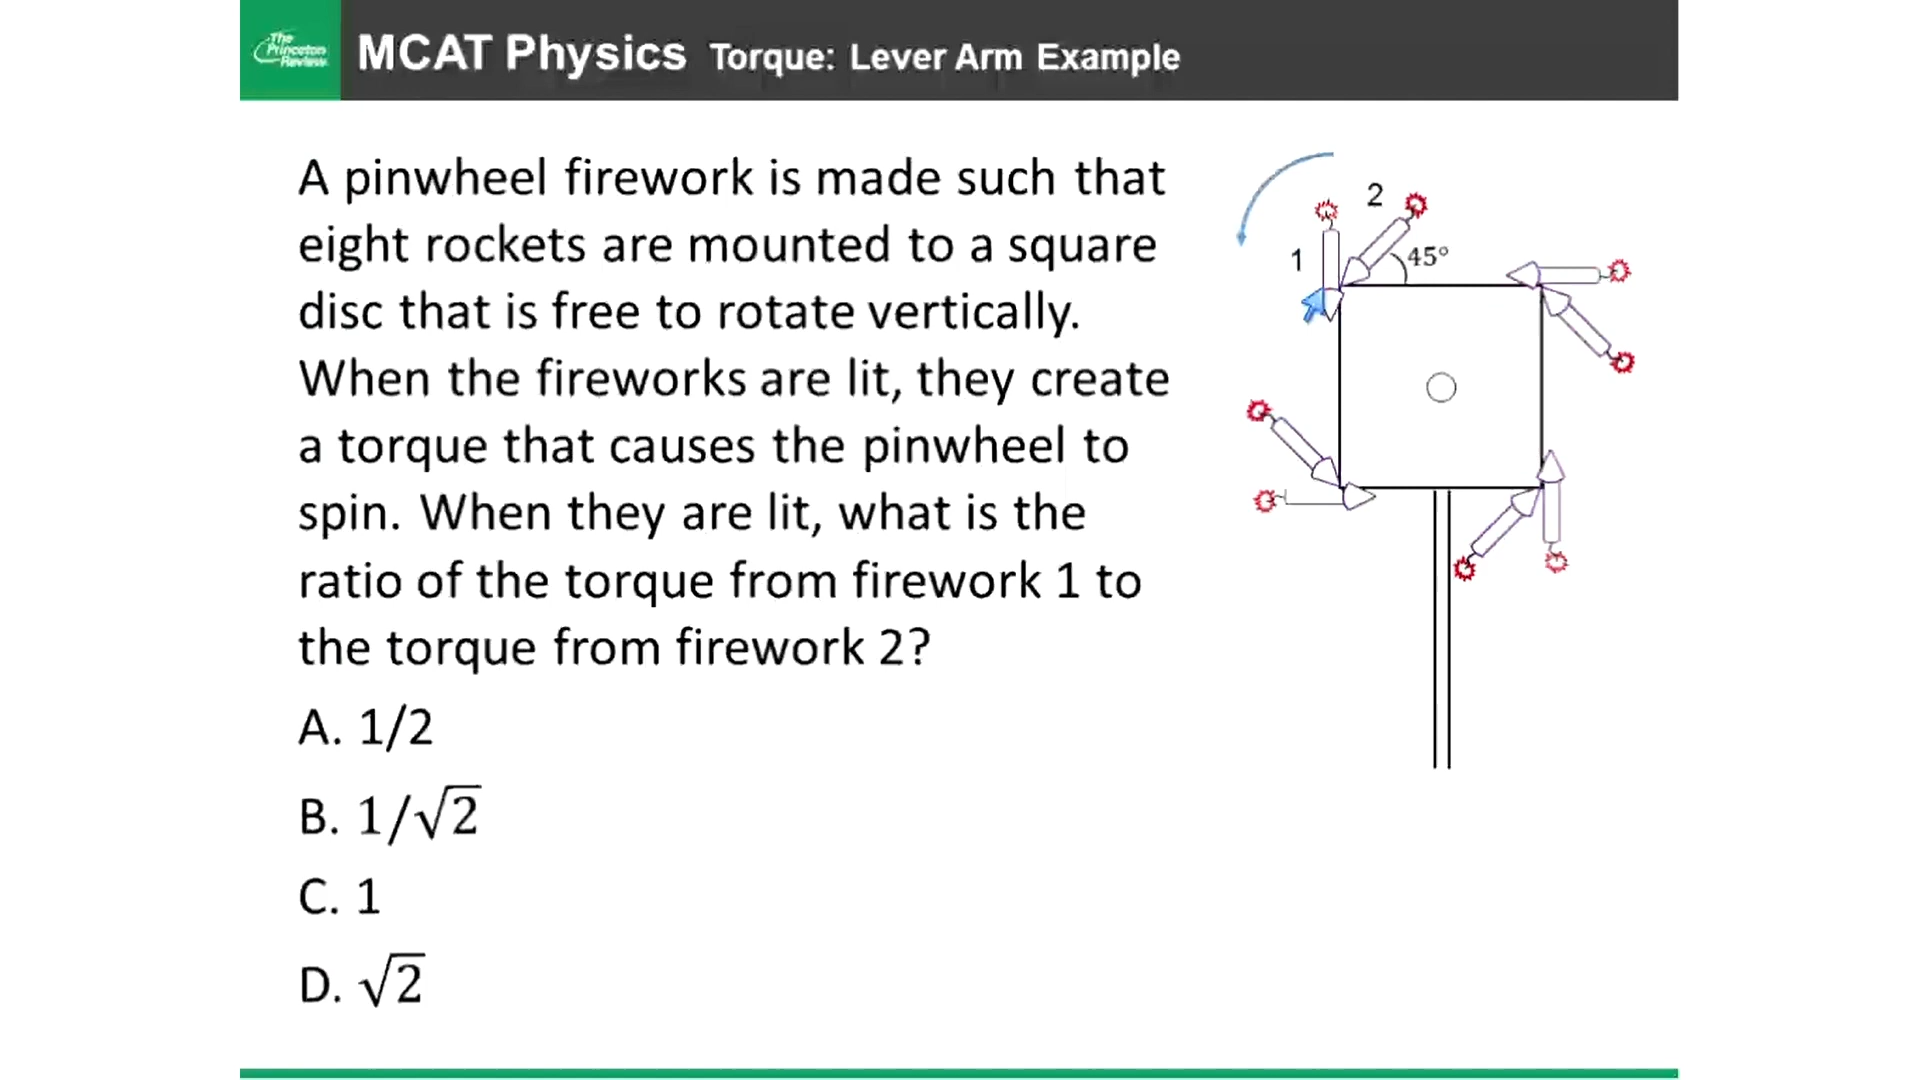 The
Princeton
Review
MCAT Physics Torque: Lever Arm Example
A pinwheel firework is made such that
eight rockets are mounted to a square
disc that is free to rotate vertically.
When the fireworks are lit, they create
a torque that causes the pinwheel to
spin. When they are lit, what is the
ratio of the torque from firework 1 to
the torque from firework 2?
A. 1/2
B. 1/√2
C. 1
D. √2
2
1
45°